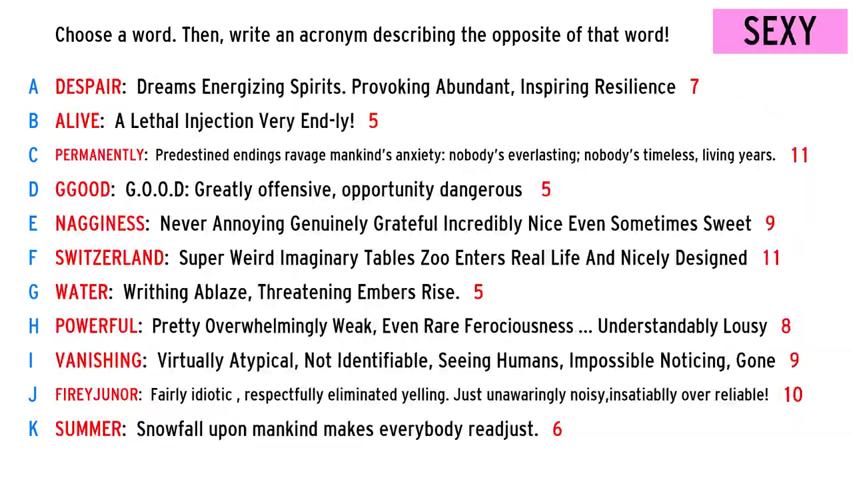 Choose a word. Then, write an acronym describing the opposite of that word!
SEXY
A DESPAIR: Dreams Energizing Spirits. Provoking Abundant, Inspiring Resilience 7
B ALIVE: A Lethal Injection Very End-ly! 5
C PERMANENTLY: Predestined endings ravage mankind's anxiety: nobody's everlasting; nobody's timeless, living years. 11
D GGOOD: G.O.O.D: Greatly offensive, opportunity dangerous 5
E NAGGINESS: Never Annoying Genuinely Grateful Incredibly Nice Even Sometimes Sweet 9
F SWITZERLAND: Super Weird Imaginary Tables Zoo Enters Real Life And Nicely Designed 11
G WATER: Writhing Ablaze, Threatening Embers Rise. 5
H POWERFUL: Pretty Overwhelmingly Weak, Even Rare Ferociousness ... Understandably Lousy 8
I VANISHING: Virtually Atypical, Not Identifiable, Seeing Humans, Impossible Noticing, Gone 9
J FIREYJUNOR: Fairly idiotic , respectfully eliminated yelling. Just unawaringly noisy,insatiablly over reliable! 10
K SUMMER: Snowfall upon mankind makes everybody readjust. 6